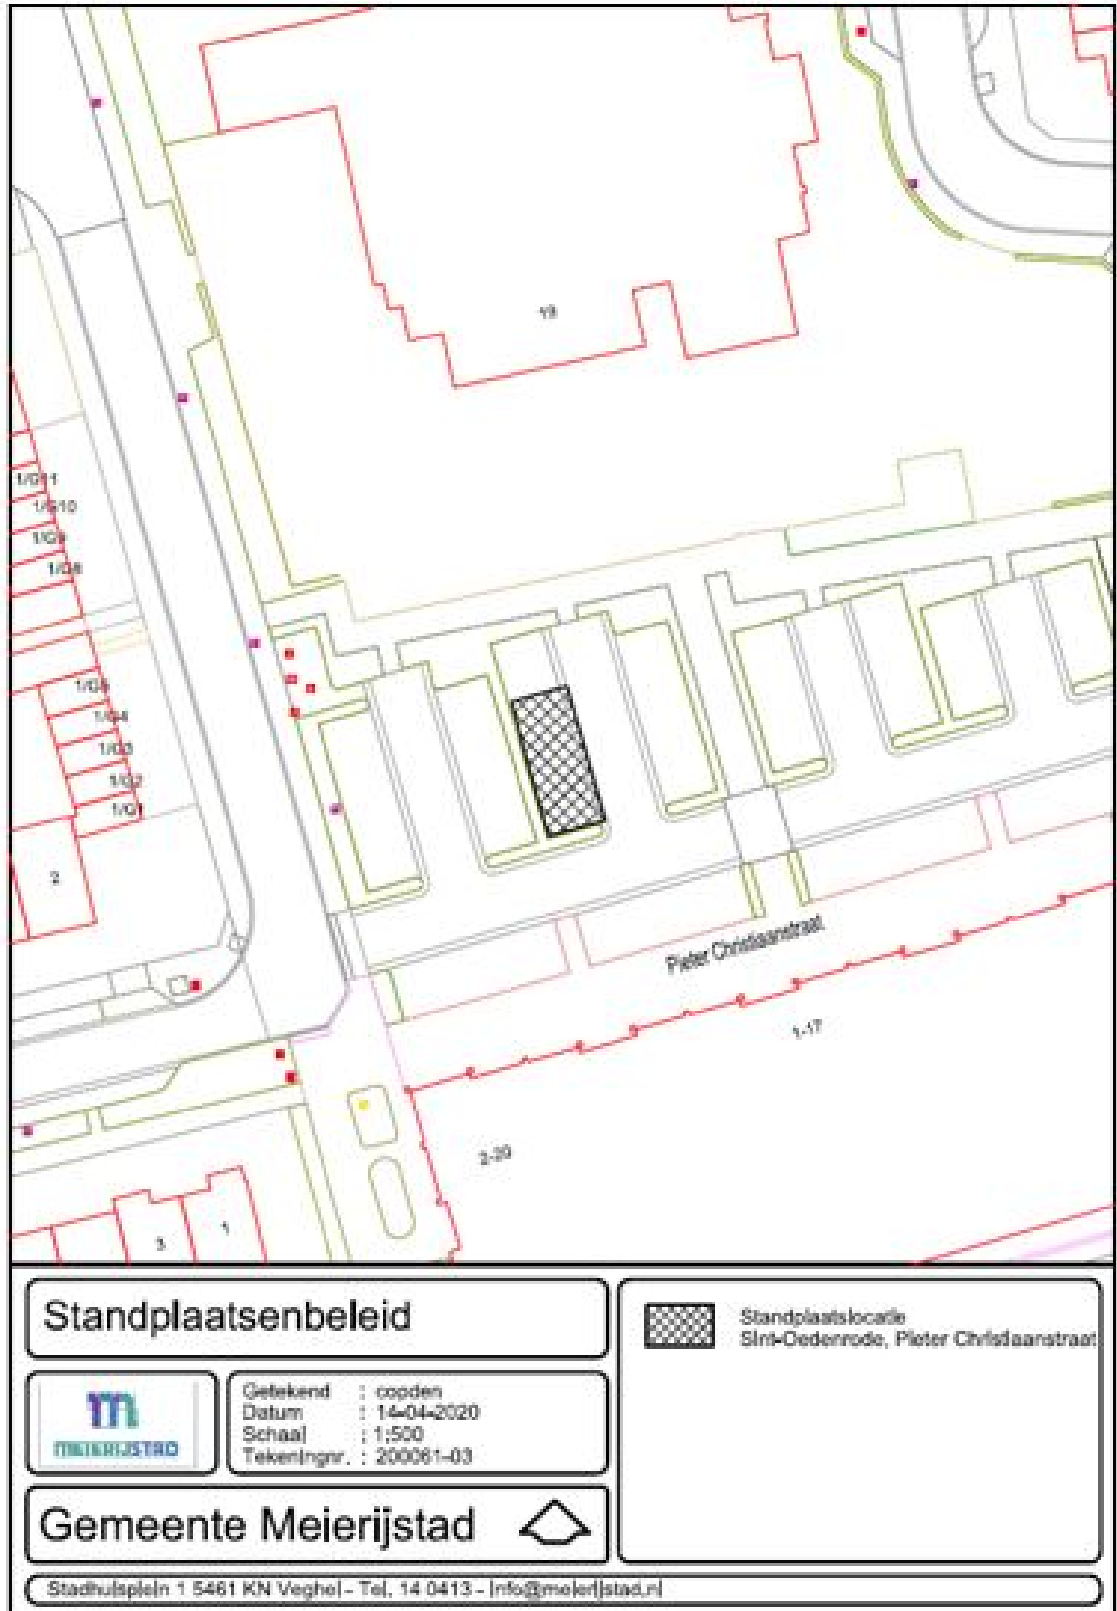 19
1/G11
1/G10
1/G9
1/G8
1/G5
1/G4
1/G3
1/G2
1/G1
2
Pieter Christiaanstraat
1-17
2-20
1
3
Standplaatsenbeleid
Standplaatslocatie
Sint-Oedenrode, Pieter Christiaanstraat
MEIERIJSTAD
Getekend : copden
Datum : 14-04-2020
Schaal : 1:500
Tekeningnr. : 200061-03
Gemeente Meierijstad
Stadhuisplein 1 5461 KN Veghel - Tel. 14 0413 - info@meierijstad.nl